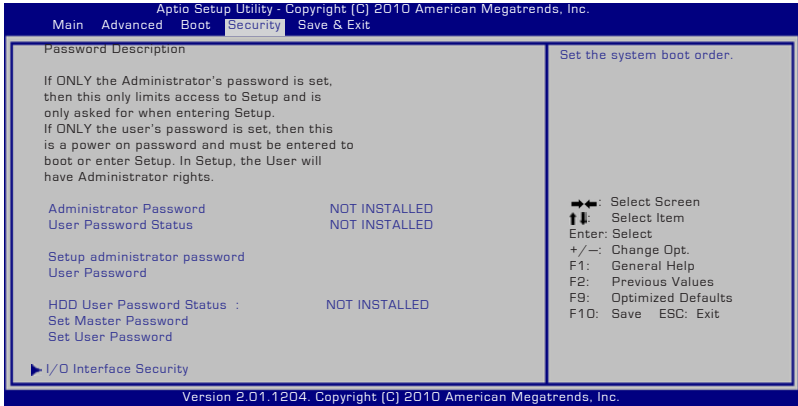 Aptio Setup Utility - Copyright (C) 2010 American Megatrends, Inc.
Main Advanced Boot Security Save & Exit
Password Description
If ONLY the Administrator's password is set,
then this only limits access to Setup and is
only asked for when entering Setup.
If ONLY the user's password is set, then this
is a power on password and must be entered to
boot or enter Setup. In Setup, the User will
have Administrator rights.
Administrator Password NOT INSTALLED
User Password Status NOT INSTALLED
Setup administrator password
User Password
HDD User Password Status : NOT INSTALLED
Set Master Password
Set User Password
I/O Interface Security
Set the system boot order.
→←: Select Screen
↑↓: Select Item
Enter: Select
+/—: Change Opt.
F1: General Help
F2: Previous Values
F9: Optimized Defaults
F10: Save ESC: Exit
Version 2.01.1204. Copyright (C) 2010 American Megatrends, Inc.